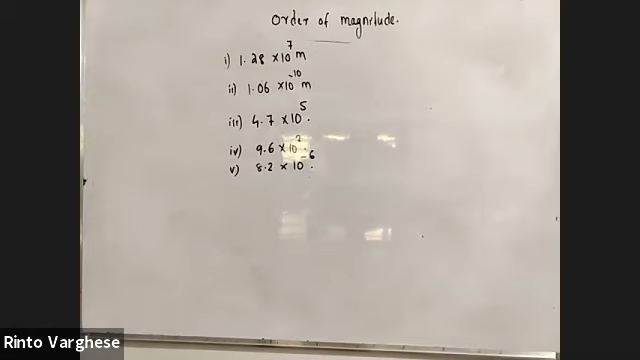 Order of magnitude.
i) 1.28 × 10⁷ m
ii) 1.06 × 10⁻¹⁰ m
iii) 4.7 × 10⁵.
iv) 9.6 × 10².
v) 8.2 × 10⁻⁶.
Rinto Varghese